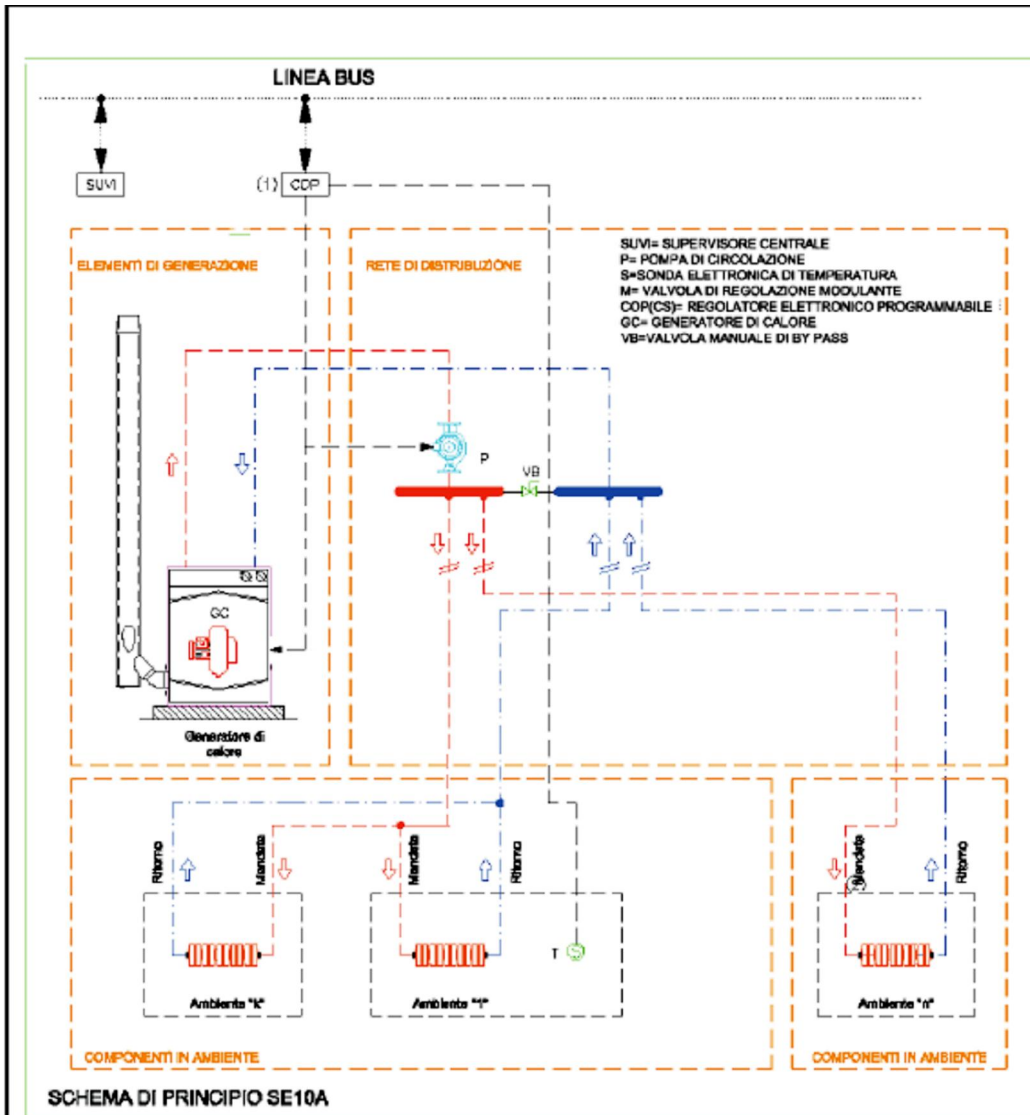 LINEA BUS
SUVI
(1) COP
ELEMENTI DI GENERAZIONE
RETE DI DISTRIBUZIONE
SUVI= SUPERVISORE CENTRALE
P= POMPA DI CIRCOLAZIONE
S=SONDA ELETTRONICA DI TEMPERATURA
M= VALVOLA DI REGOLAZIONE MODULANTE
COP(CS)= REGOLATORE ELETTRONICO PROGRAMMABILE
GC= GENERATORE DI CALORE
VB=VALVOLA MANUALE DI BY PASS
P
VB
GC
Generatore di
calore
Ritorno
Mandata
Mandata
Ritorno
Mandata
Ritorno
T
S
Ambiente "k"
Ambiente "1"
Ambiente "n"
COMPONENTI IN AMBIENTE
COMPONENTI IN AMBIENTE
SCHEMA DI PRINCIPIO SE10A